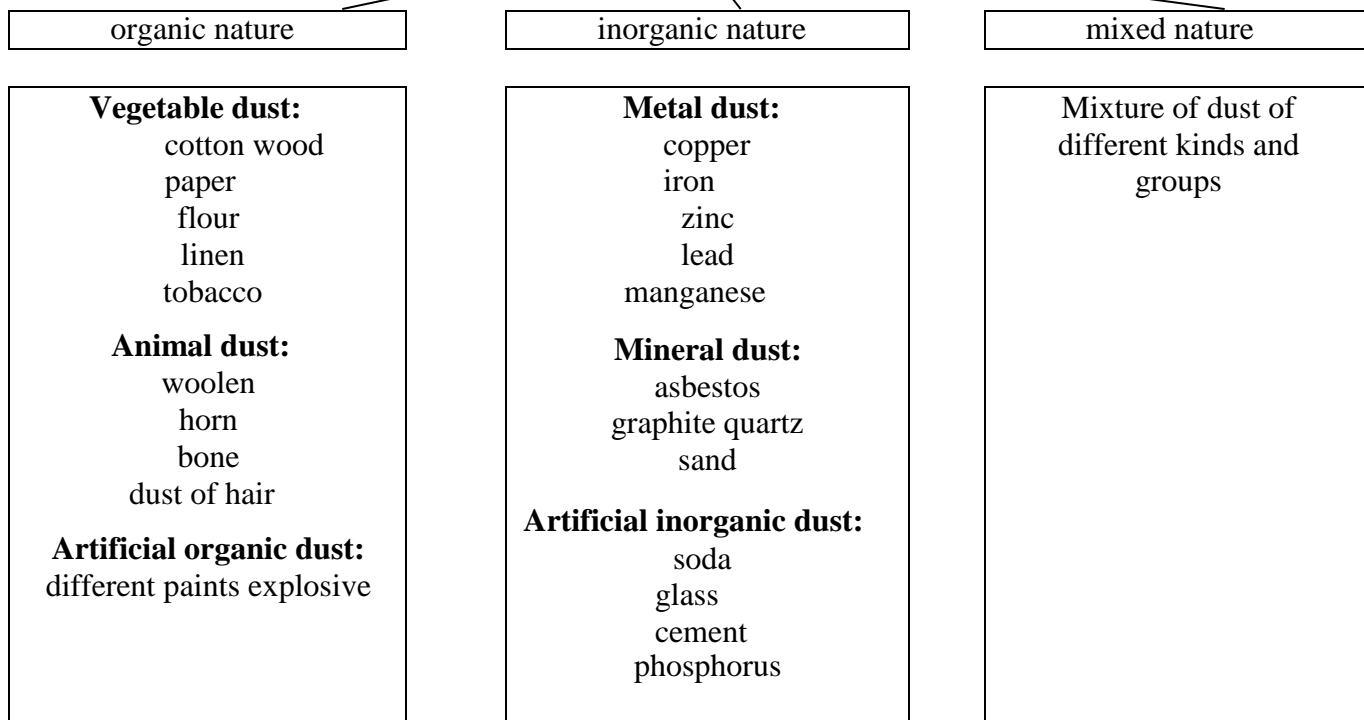 organic nature
inorganic nature
mixed nature
Vegetable dust:
cotton wood
paper
flour
linen
tobacco
Animal dust:
woolen
horn
bone
dust of hair
Artificial organic dust:
different paints explosive
Metal dust:
copper
iron
zinc
lead
manganese
Mineral dust:
asbestos
graphite quartz
sand
Artificial inorganic dust:
soda
glass
cement
phosphorus
Mixture of dust of
different kinds and
groups